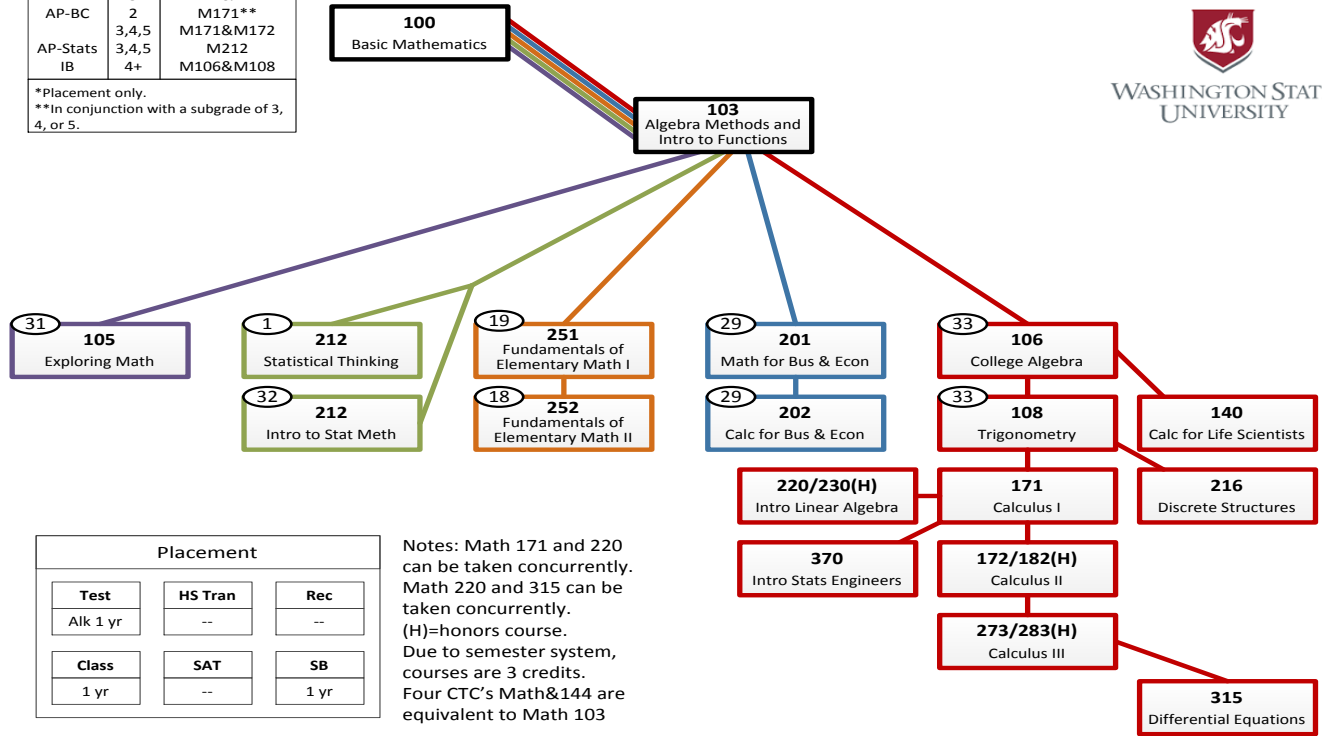 AP-BC 2 M171**
3,4,5 M171&M172
AP-Stats 3,4,5 M212
IB 4+ M106&M108
*Placement only.
**In conjunction with a subgrade of 3,
4, or 5.
100
Basic Mathematics
WASHINGTON STAT
UNIVERSITY
103
Algebra Methods and
Intro to Functions
31
105
Exploring Math
1
212
Statistical Thinking
19
251
Fundamentals of
Elementary Math I
29
201
Math for Bus & Econ
33
106
College Algebra
32
212
Intro to Stat Meth
18
252
Fundamentals of
Elementary Math II
29
202
Calc for Bus & Econ
33
108
Trigonometry
140
Calc for Life Scientists
220/230(H)
Intro Linear Algebra
171
Calculus I
216
Discrete Structures
370
Intro Stats Engineers
172/182(H)
Calculus II
273/283(H)
Calculus III
315
Differential Equations
Placement
Test HS Tran Rec
Alk 1 yr -- --
Class SAT SB
1 yr -- 1 yr
Notes: Math 171 and 220
can be taken concurrently.
Math 220 and 315 can be
taken concurrently.
(H)=honors course.
Due to semester system,
courses are 3 credits.
Four CTC's Math&144 are
equivalent to Math 103